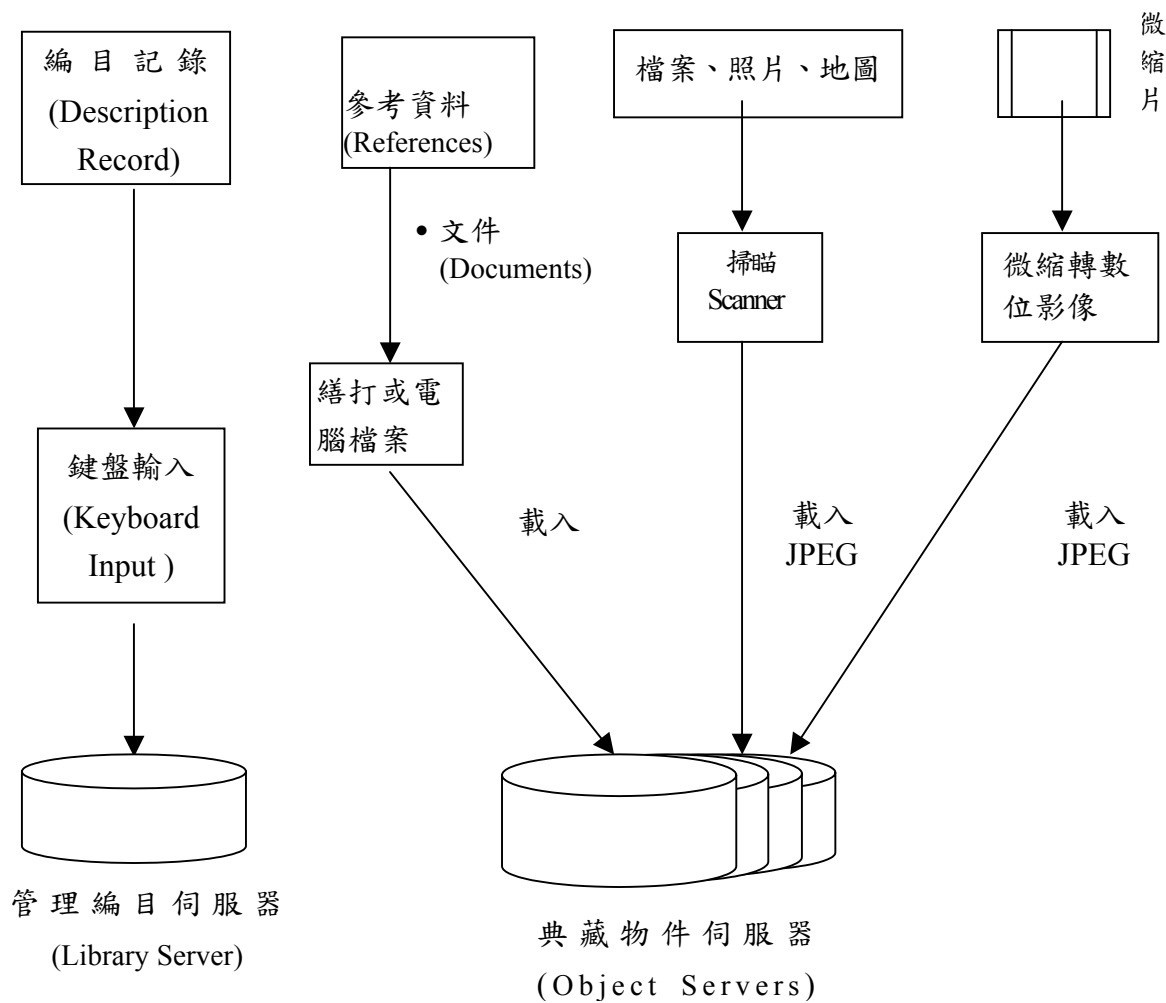 編目記錄
(Description
Record)
參考資料
(References)
檔案、照片、地圖
微
縮
片
• 文件
(Documents)
掃瞄
Scanner
微縮轉數
位影像
繕打或電
腦檔案
鍵盤輸入
(Keyboard
Input )
載入
載入
JPEG
載入
JPEG
管理編目伺服器
(Library Server)
典藏物件伺服器
(Object Servers)